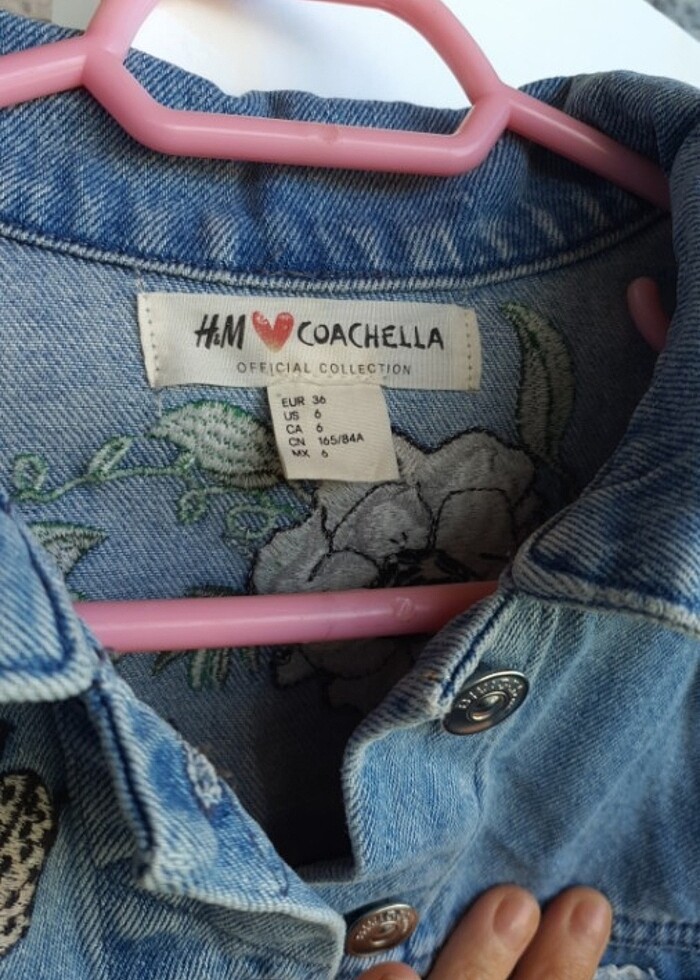 H&M ❤ COACHELLA
OFFICIAL COLLECTION
EUR 36
US 6
CA 6
CN 165/84A
MX 6